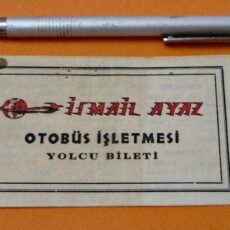 İSMAİL AYAZ
OTOBÜS İŞLETMESİ
YOLCU BİLETİ